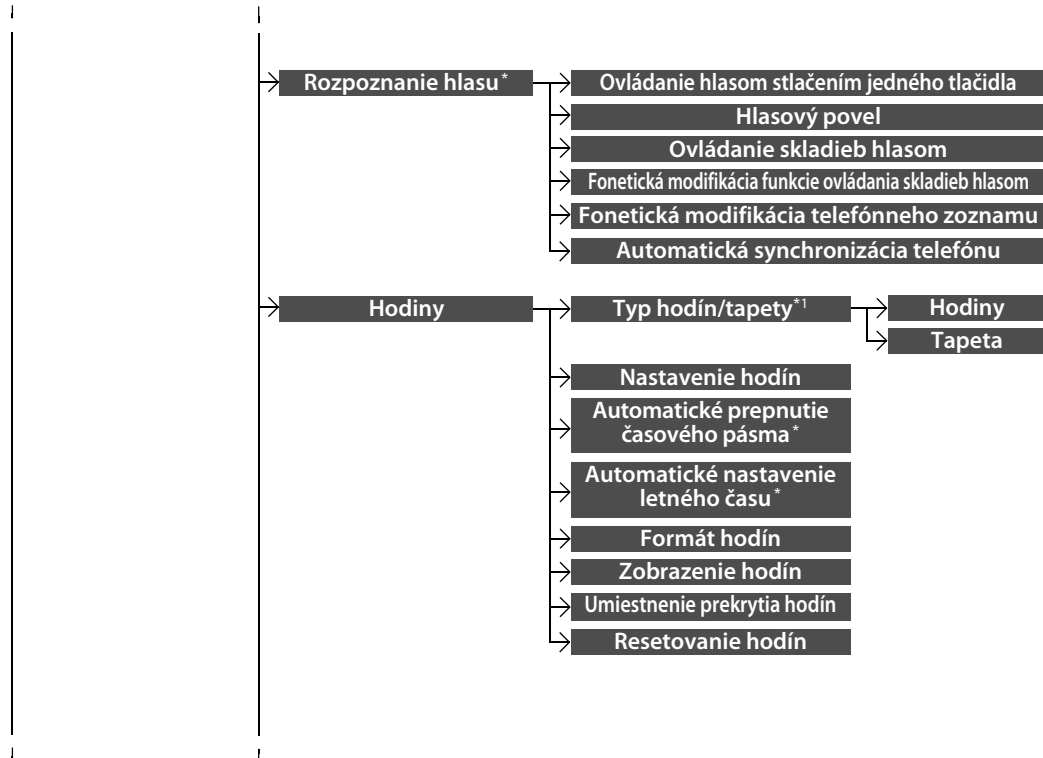 Rozpoznanie hlasu*
Ovládanie hlasom stlačením jedného tlačidla
Hlasový povel
Ovládanie skladieb hlasom
Fonetická modifikácia funkcie ovládania skladieb hlasom
Fonetická modifikácia telefónneho zoznamu
Automatická synchronizácia telefónu
Hodiny
Typ hodín/tapety*1
Hodiny
Tapeta
Nastavenie hodín
Automatické prepnutie
časového pásma*
Automatické nastavenie
letného času*
Formát hodín
Zobrazenie hodín
Umiestnenie prekrytia hodín
Resetovanie hodín